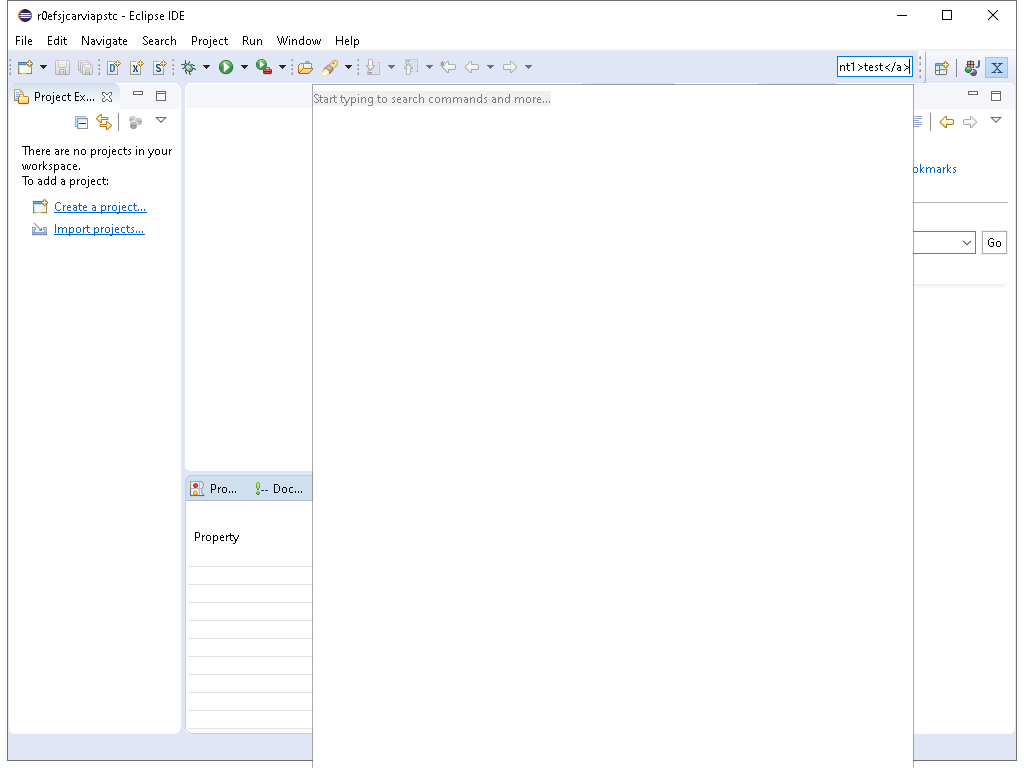 r0efsjcarviapstc - Eclipse IDE
File Edit Navigate Search Project Run Window Help
nt1>test</a>
Project Ex...
Start typing to search commands and more...
There are no projects in your
workspace.
To add a project:
okmarks
Create a project...
Import projects...
Go
Pro... Doc...
Property